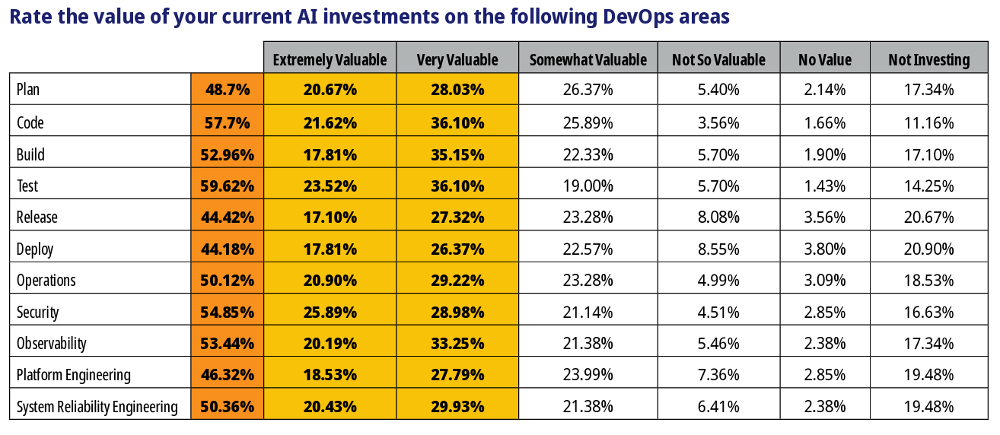 Rate the value of your current AI investments on the following DevOps areas
Extremely Valuable Very Valuable Somewhat Valuable Not So Valuable No Value Not Investing
Plan 48.7% 20.67% 28.03% 26.37% 5.40% 2.14% 17.34%
Code 57.7% 21.62% 36.10% 25.89% 3.56% 1.66% 11.16%
Build 52.96% 17.81% 35.15% 22.33% 5.70% 1.90% 17.10%
Test 59.62% 23.52% 36.10% 19.00% 5.70% 1.43% 14.25%
Release 44.42% 17.10% 27.32% 23.28% 8.08% 3.56% 20.67%
Deploy 44.18% 17.81% 26.37% 22.57% 8.55% 3.80% 20.90%
Operations 50.12% 20.90% 29.22% 23.28% 4.99% 3.09% 18.53%
Security 54.85% 25.89% 28.98% 21.14% 4.51% 2.85% 16.63%
Observability 53.44% 20.19% 33.25% 21.38% 5.46% 2.38% 17.34%
Platform Engineering 46.32% 18.53% 27.79% 23.99% 7.36% 2.85% 19.48%
System Reliability Engineering 50.36% 20.43% 29.93% 21.38% 6.41% 2.38% 19.48%